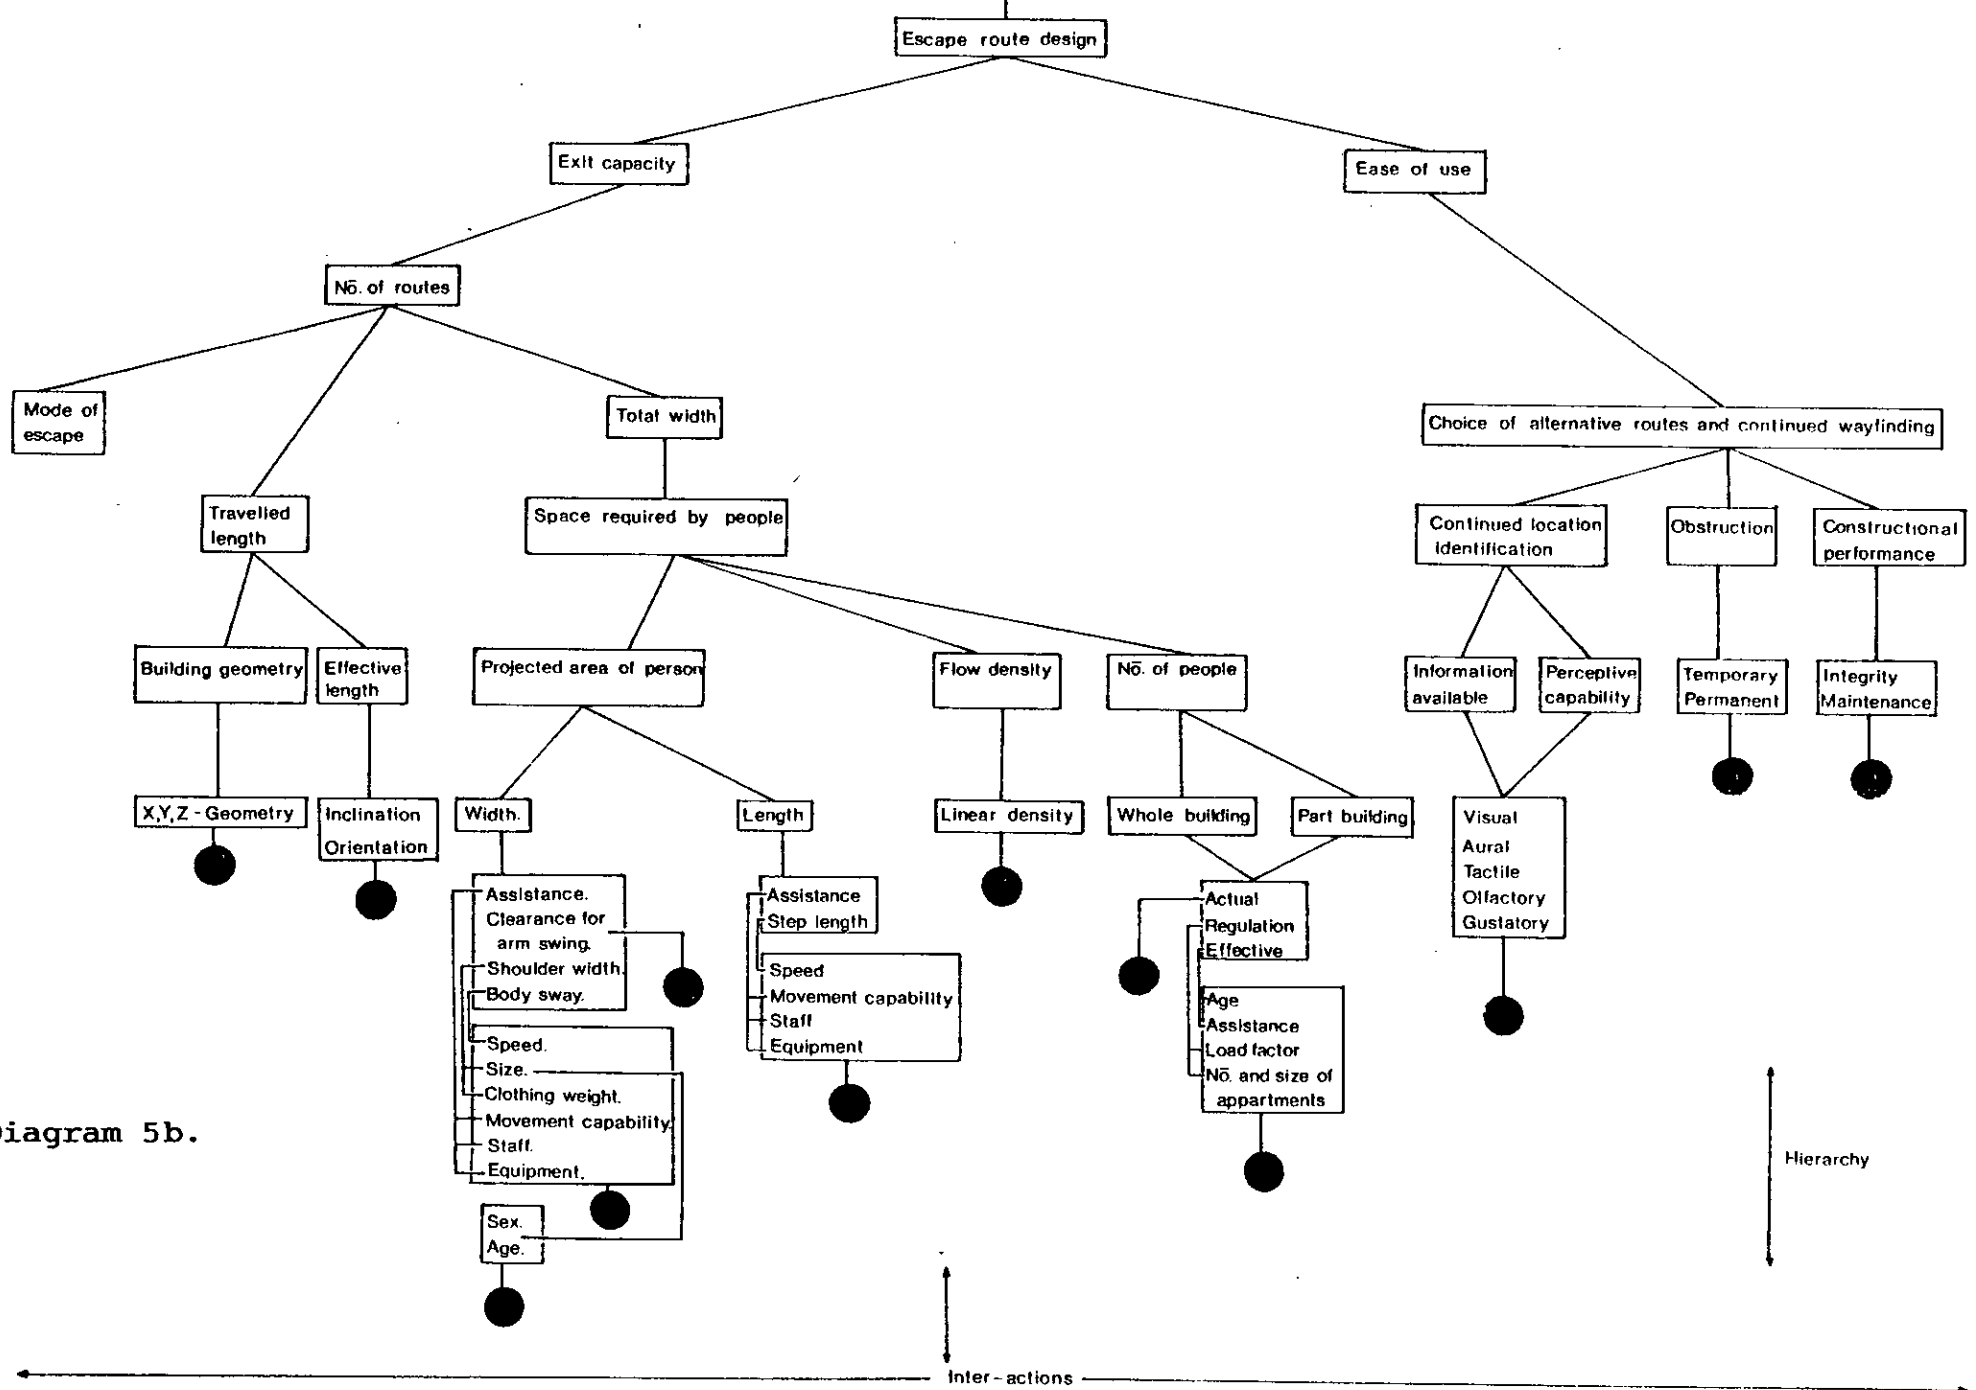 Escape route design
Exit capacity
Ease of use
Nō. of routes
Mode of
escape
Total width
Choice of alternative routes and continued wayfinding
Travelled
length
Space required by people
Continued location
identification
Obstruction
Constructional
performance
Building geometry
Effective
length
Projected area of person
Flow density
Nō. of people
Information
available
Perceptive
capability
Temporary
Permanent
Integrity
Maintenance
X,Y,Z - Geometry
Inclination
Orientation
Width.
Length
Linear density
Whole building
Part building
Visual
Aural
Tactile
Olfactory
Gustatory
Assistance.
Clearance for
arm swing.
Shoulder width.
Body sway.
Assistance
Step length
Actual
Regulation
Effective
Speed
Movement capability
Staff
Equipment
Age
Assistance
Load factor
Nō. and size of
appartments
Speed.
Size.
Clothing weight.
Movement capability.
Staff.
Equipment.
Sex.
Age.
iagram 5b.
Hierarchy
Inter-actions